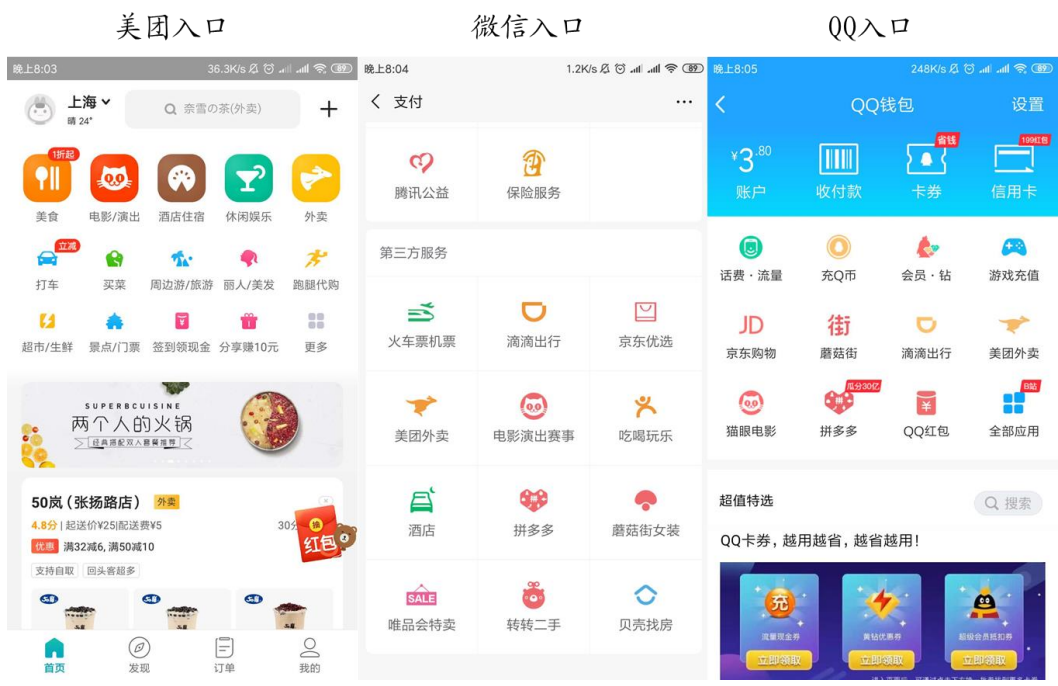 美团入口
微信入口
QQ入口
晚上8:03
36.3K/s
89
上海
晴 24°
奈雪の茶(外卖)
1折起
美食
电影/演出
酒店住宿
休闲娱乐
外卖
立减
打车
买菜
周边游/旅游
丽人/美发
跑腿代购
超市/生鲜
景点/门票
签到领现金
分享赚10元
更多
SUPERBCUISINE
两个人的火锅
经典搭配双人套餐推荐
50岚（张扬路店）
外卖
4.8分 | 起送价¥25|配送费¥5
30分
优惠 满32减6, 满50减10
支持自取
回头客超多
抢
红包
首页
发现
订单
我的
晚上8:04
1.2K/s
89
支付
腾讯公益
保险服务
第三方服务
火车票机票
滴滴出行
京东优选
美团外卖
电影演出赛事
吃喝玩乐
酒店
拼多多
蘑菇街女装
SALE
唯品会特卖
转转二手
贝壳找房
晚上8:05
248K/s
89
QQ钱包
设置
¥3.80
省钱
199红包
账户
收付款
卡券
信用卡
话费·流量
充Q币
会员·钻
游戏充值
JD
街
京东购物
蘑菇街
滴滴出行
美团外卖
瓜分30亿
B站
猫眼电影
拼多多
QQ红包
全部应用
超值特选
搜索
QQ卡券，越用越省，越省越用！
充
流量现金券
黄钻优惠券
超级会员抵扣券
立即领取
立即领取
立即领取